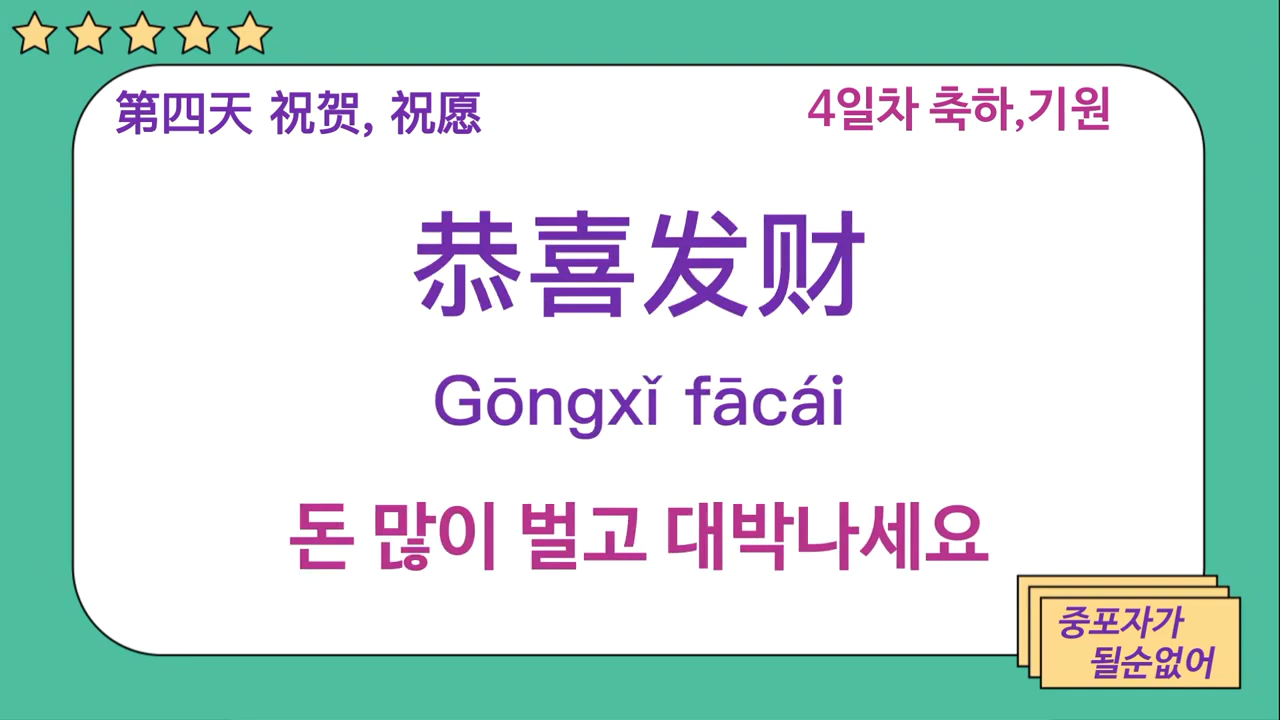 第四天 祝贺, 祝愿
4일차 축하,기원
恭喜发财
Gōngxǐ fācái
돈 많이 벌고 대박나세요
중포자가
될순없어